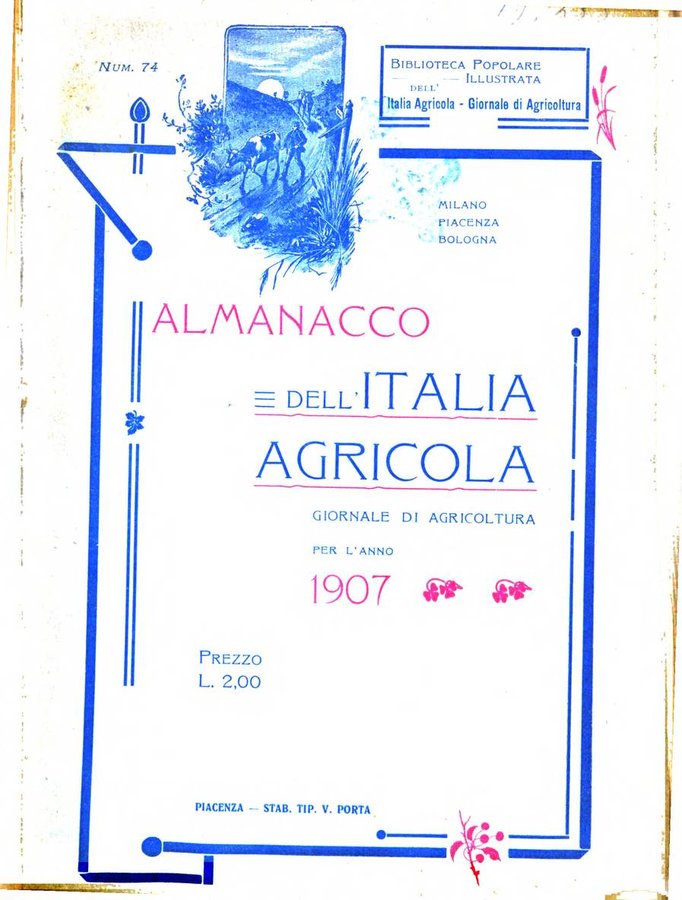 Num. 74
Biblioteca Popolare
Illustrata
dell'
Italia Agricola - Giornale di Agricoltura
MILANO
PIACENZA
BOLOGNA
ALMANACCO
DELL'ITALIA
AGRICOLA
GIORNALE DI AGRICOLTURA
PER L'ANNO
1907
Prezzo
L. 2,00
PIACENZA — STAB. TIP. V. PORTA